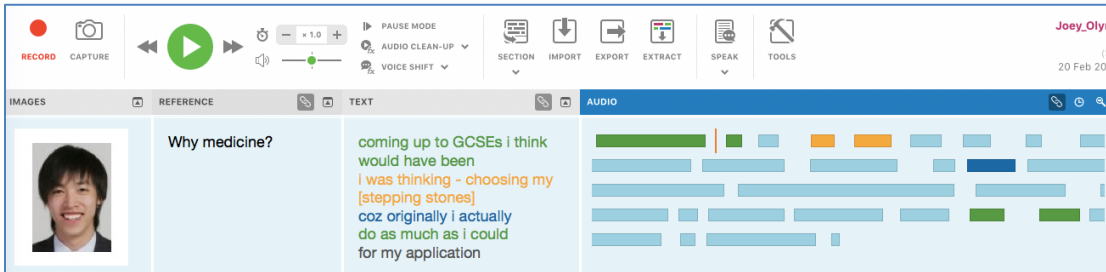 PAUSE MODE
Joey_Oly
× 1.0
AUDIO CLEAN-UP
RECORD
CAPTURE
VOICE SHIFT
SECTION
IMPORT
EXPORT
EXTRACT
SPEAK
TOOLS
20 Feb 20
IMAGES
REFERENCE
TEXT
AUDIO
Why medicine?
coming up to GCSEs i think
would have been
i was thinking - choosing my
[stepping stones]
coz originally i actually
do as much as i could
for my application